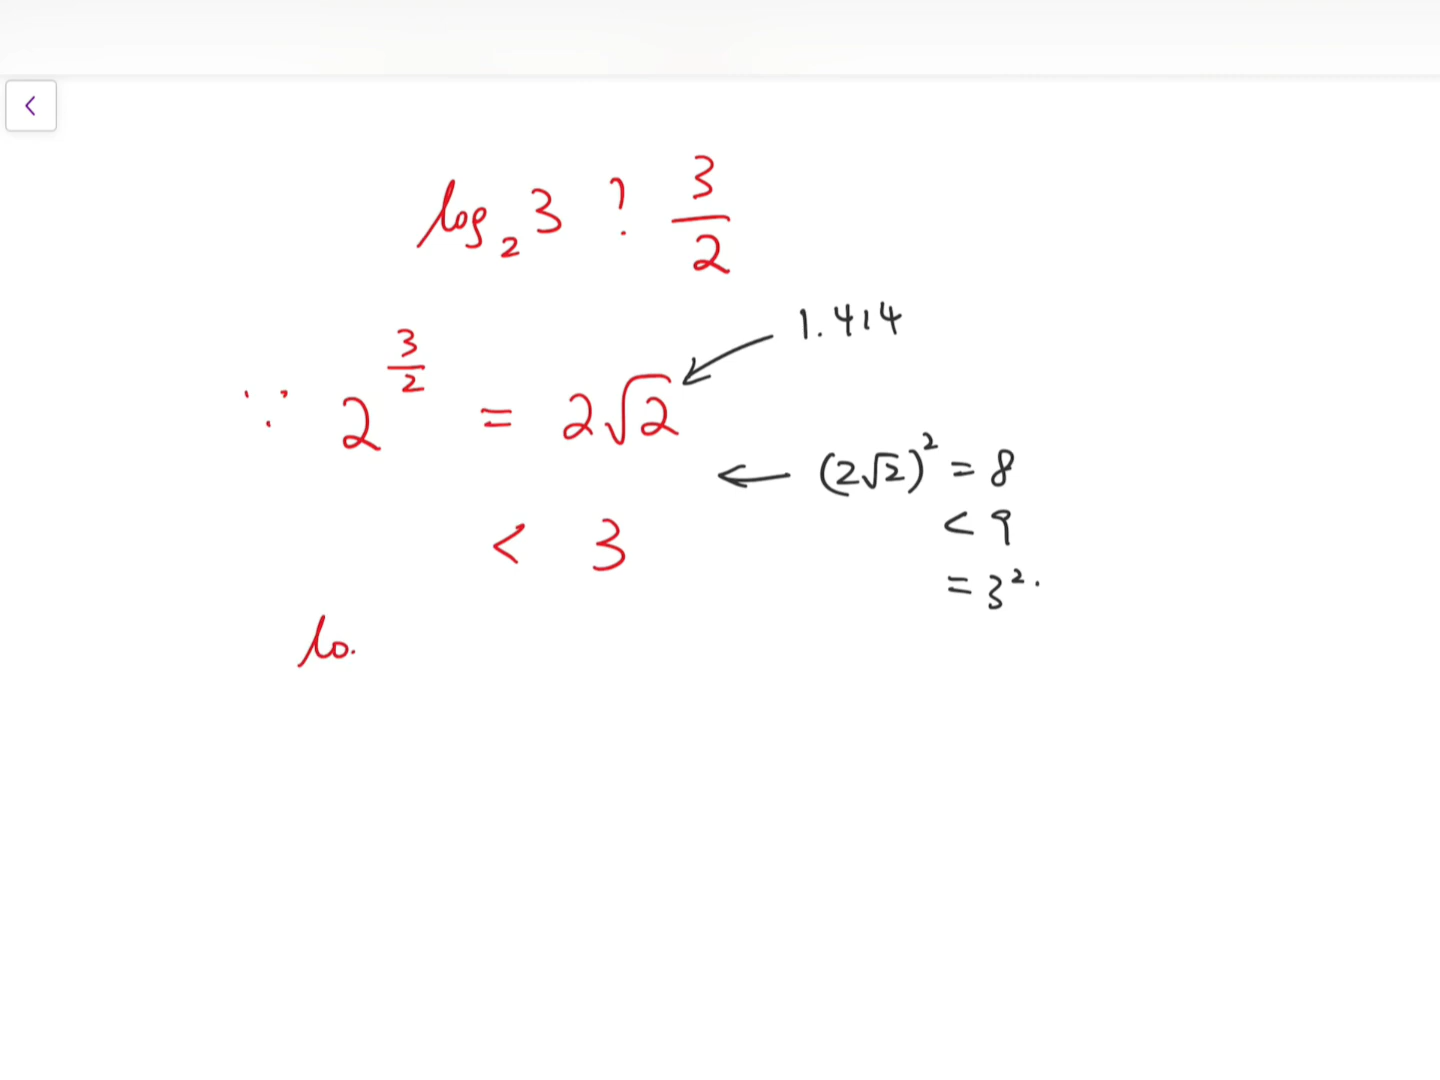 log₂3 ? 3/2
∵ 2^(3/2) = 2√2
1.414
< 3
← (2√2)² = 8
< 9
= 3².
lo.